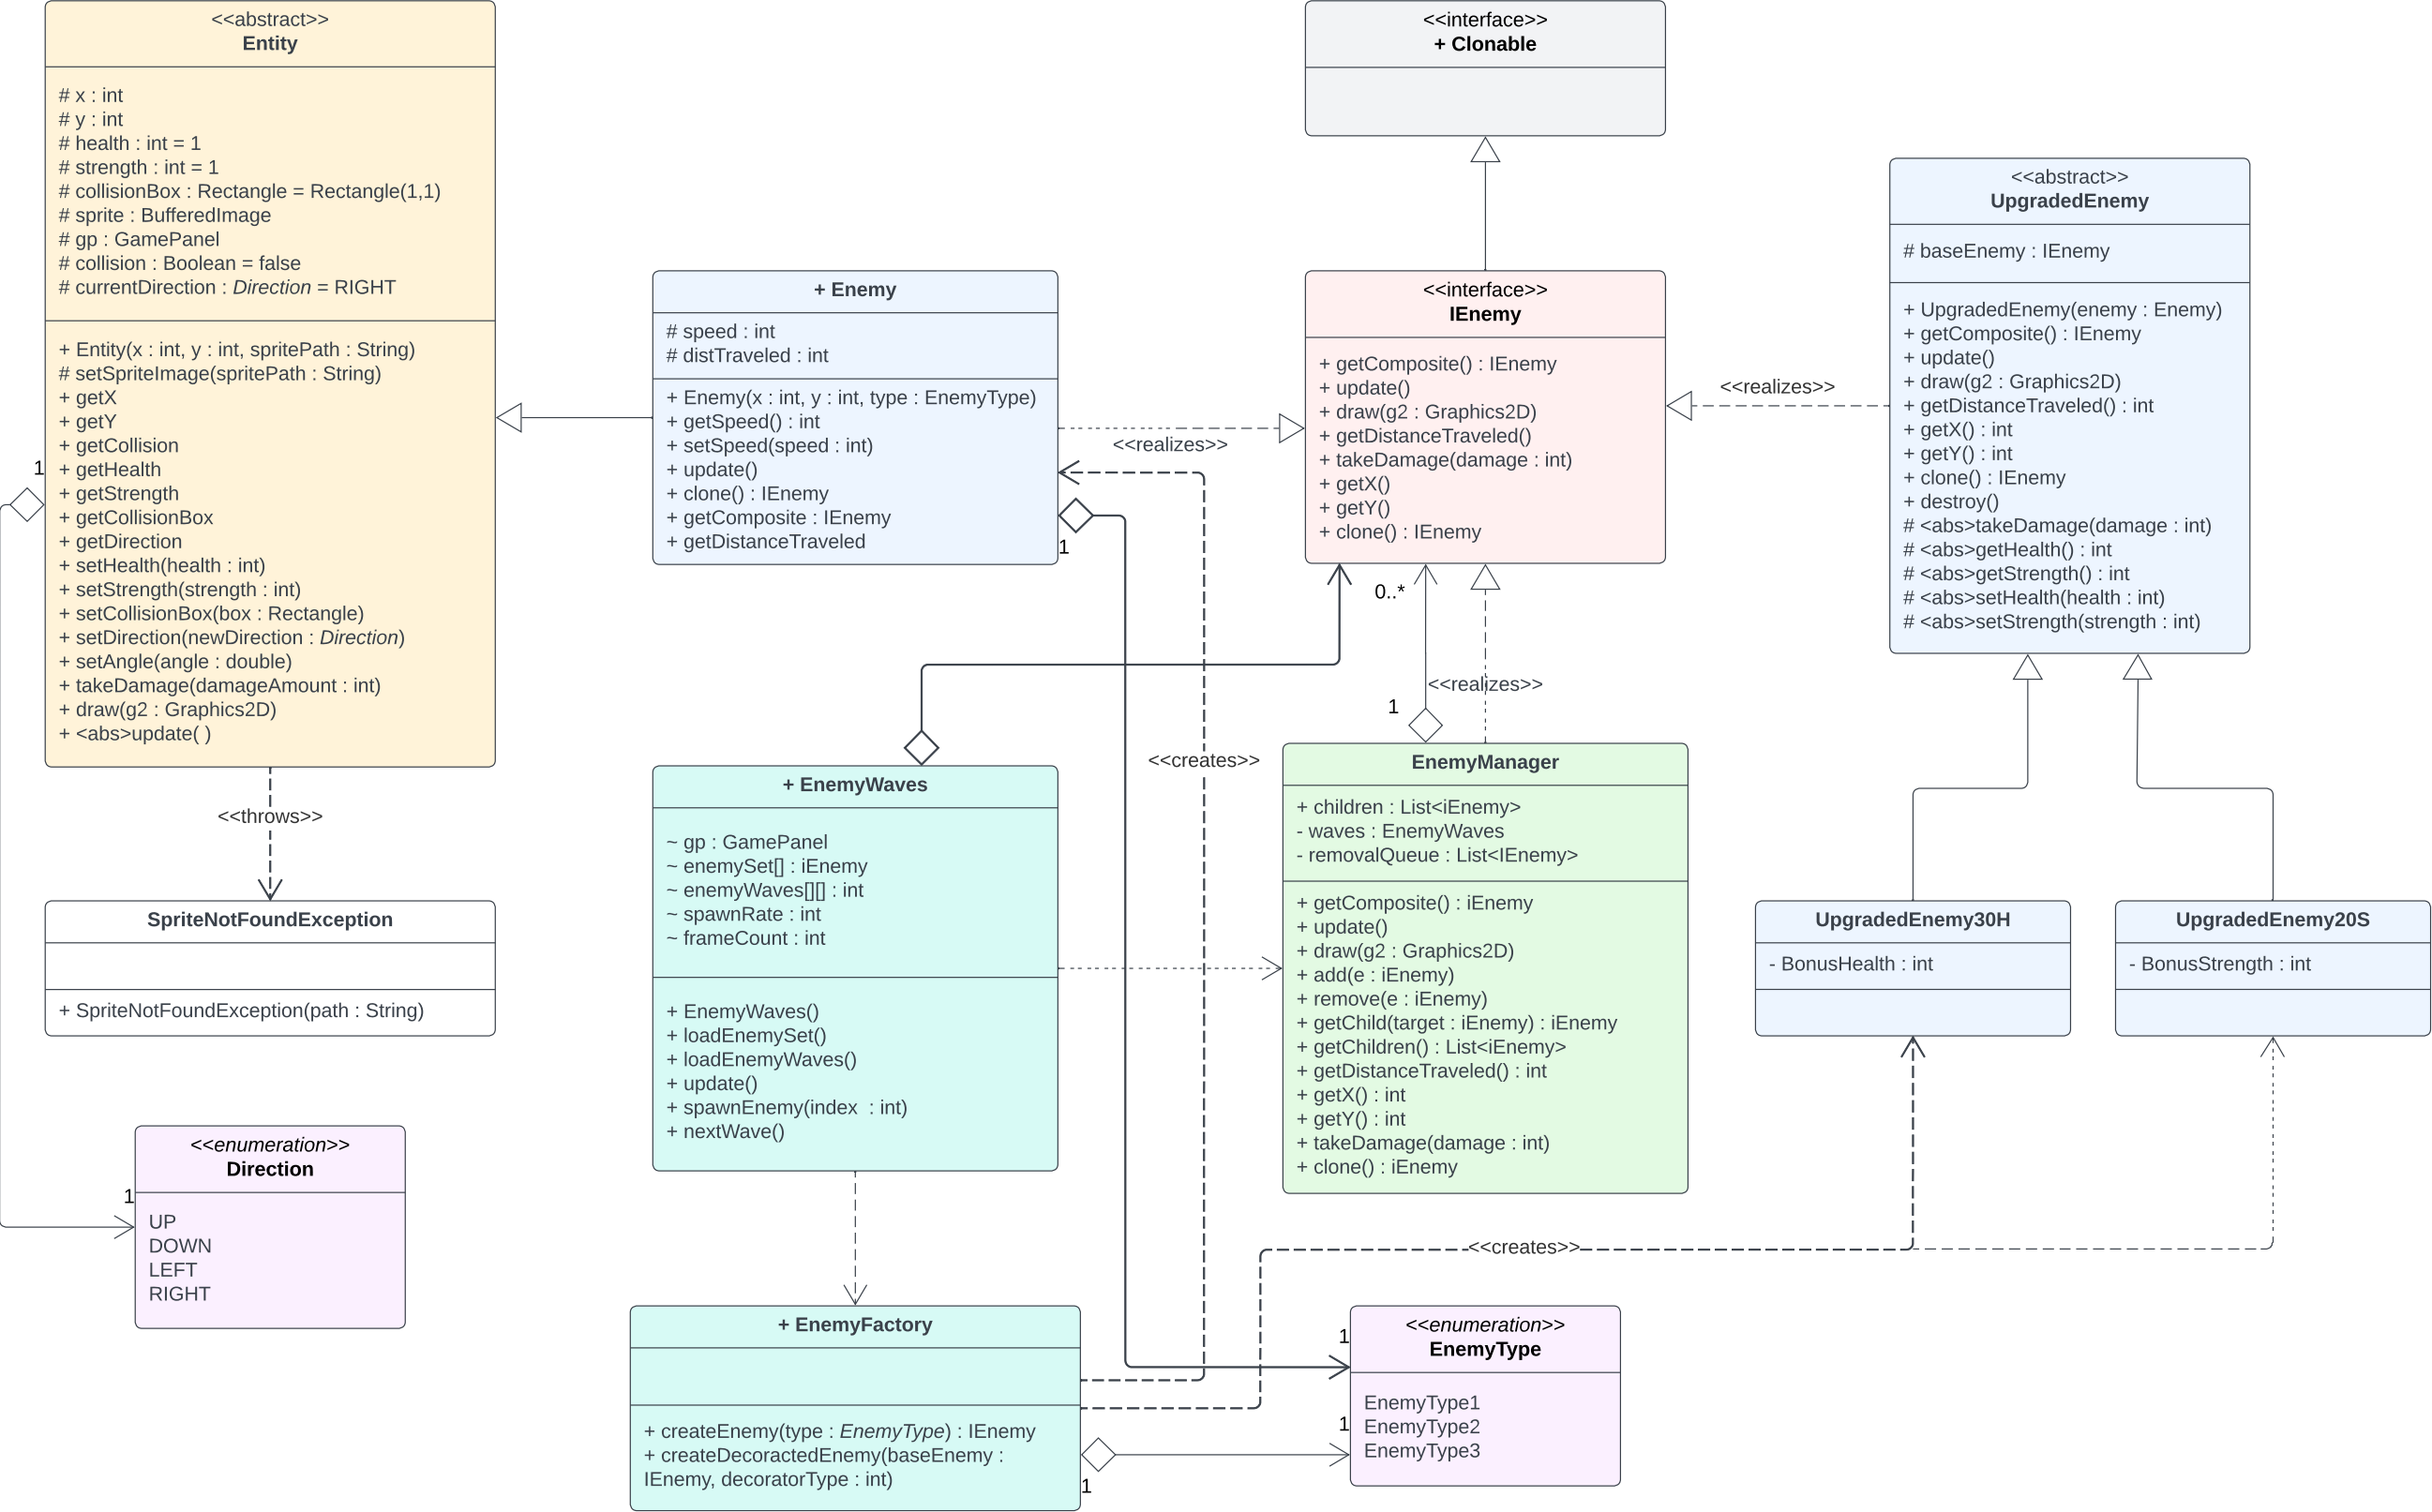 <<abstract>>
Entity
# x : int
# y : int
# health : int = 1
# strength : int = 1
# collisionBox : Rectangle = Rectangle(1,1)
# sprite : BufferedImage
# gp : GamePanel
# collision : Boolean = false
# currentDirection : Direction = RIGHT
+ Entity(x : int, y : int, spritePath : String)
# setSpriteImage(spritePath : String)
+ getX
+ getY
+ getCollision
+ getHealth
+ getStrength
+ getCollisionBox
+ getDirection
+ setHealth(health : int)
+ setStrength(strength : int)
+ setCollisionBox(box : Rectangle)
+ setDirection(newDirection : Direction)
+ setAngle(angle : double)
+ takeDamage(damageAmount : int)
+ draw(g2 : Graphics2D)
+ <abs>update( )
1
<<throws>>
SpriteNotFoundException
+ SpriteNotFoundException(path : String)
<<enumeration>>
Direction
1
UP
DOWN
LEFT
RIGHT
+ Enemy
# speed : int
# distTraveled : int
+ Enemy(x : int, y : int, type : EnemyType)
+ getSpeed() : int
+ setSpeed(speed : int)
+ update()
+ clone() : IEnemy
+ getComposite : IEnemy
+ getDistanceTraveled
<<realizes>>
1
<<interface>>
+ Clonable
<<interface>>
IEnemy
+ getComposite() : IEnemy
+ update()
+ draw(g2 : Graphics2D)
+ getDistanceTraveled()
+ takeDamage(damage : int)
+ getX()
+ getY()
+ clone() : IEnemy
0..*
<<realizes>>
1
<<realizes>>
<<abstract>>
UpgradedEnemy
# baseEnemy : IEnemy
+ UpgradedEnemy(enemy : Enemy)
+ getComposite() : IEnemy
+ update()
+ draw(g2 : Graphics2D)
+ getDistanceTraveled() : int
+ getX() : int
+ getY() : int
+ clone() : IEnemy
+ destroy()
# <abs>takeDamage(damage : int)
# <abs>getHealth() : int
# <abs>getStrength() : int
# <abs>setHealth(health : int)
# <abs>setStrength(strength : int)
+ EnemyWaves
~ gp : GamePanel
~ enemySet[] : iEnemy
~ enemyWaves[][] : int
~ spawnRate : int
~ frameCount : int
+ EnemyWaves()
+ loadEnemySet()
+ loadEnemyWaves()
+ update()
+ spawnEnemy(index  : int)
+ nextWave()
<<creates>>
EnemyManager
+ children : List<iEnemy>
- waves : EnemyWaves
- removalQueue : List<IEnemy>
+ getComposite() : iEnemy
+ update()
+ draw(g2 : Graphics2D)
+ add(e : iEnemy)
+ remove(e : iEnemy)
+ getChild(target : iEnemy) : iEnemy
+ getChildren() : List<iEnemy>
+ getDistanceTraveled() : int
+ getX() : int
+ getY() : int
+ takeDamage(damage : int)
+ clone() : iEnemy
UpgradedEnemy30H
- BonusHealth : int
UpgradedEnemy20S
- BonusStrength : int
<<creates>>
+ EnemyFactory
+ createEnemy(type : EnemyType) : IEnemy
+ createDecoractedEnemy(baseEnemy :
IEnemy, decoratorType : int)
1
1
1
<<enumeration>>
EnemyType
EnemyType1
EnemyType2
EnemyType3